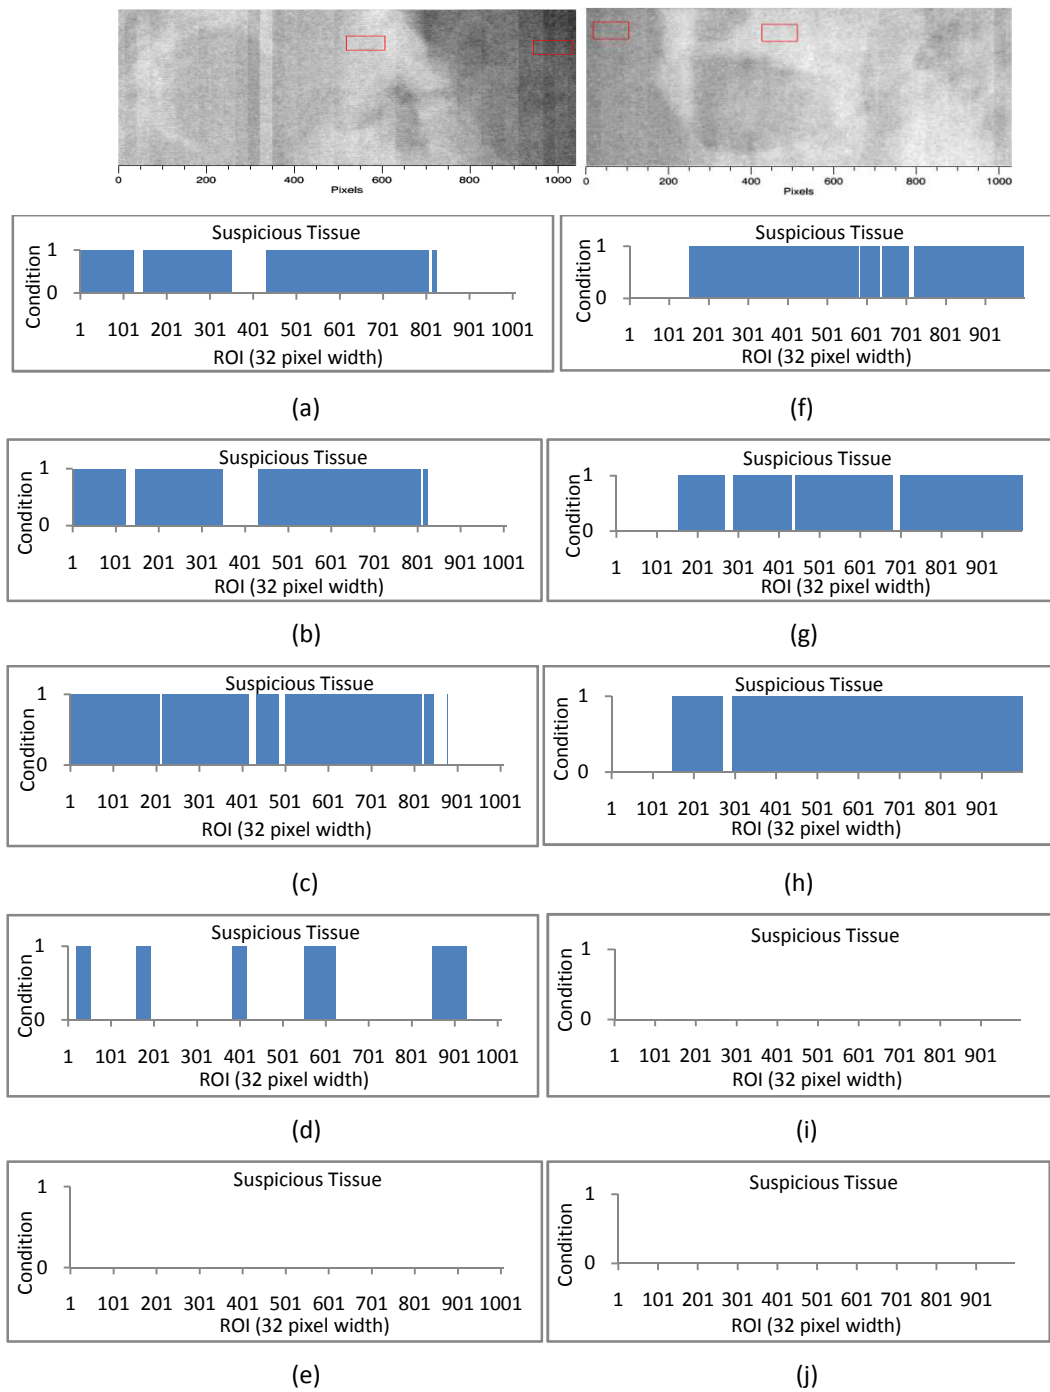 0 200 400 600 800 1000
Pixels
0 200 400 600 800 1000
Pixels
Suspicious Tissue
Condition
1
0
1 101 201 301 401 501 601 701 801 901 1001
ROI (32 pixel width)
(a)
Suspicious Tissue
Condition
1
0
1 101 201 301 401 501 601 701 801 901
ROI (32 pixel width)
(f)
Suspicious Tissue
Condition
1
0
1 101 201 301 401 501 601 701 801 901 1001
ROI (32 pixel width)
(b)
Suspicious Tissue
Condition
1
0
1 101 201 301 401 501 601 701 801 901
ROI (32 pixel width)
(g)
Suspicious Tissue
Condition
1
0
1 101 201 301 401 501 601 701 801 901 1001
ROI (32 pixel width)
(c)
Suspicious Tissue
Condition
1
0
1 101 201 301 401 501 601 701 801 901
ROI (32 pixel width)
(h)
Suspicious Tissue
Condition
1
0
1 101 201 301 401 501 601 701 801 901 1001
ROI (32 pixel width)
(d)
Suspicious Tissue
Condition
1
0
1 101 201 301 401 501 601 701 801 901
ROI (32 pixel width)
(i)
Suspicious Tissue
Condition
1
0
1 101 201 301 401 501 601 701 801 901 1001
ROI (32 pixel width)
(e)
Suspicious Tissue
Condition
1
0
1 101 201 301 401 501 601 701 801 901
ROI (32 pixel width)
(j)